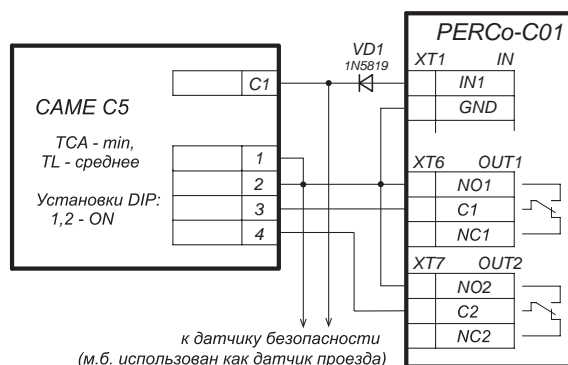 PERCo-C01
VD1
1N5819
XT1 IN
C1
IN1
GND
CAME C5
TCA - min,
TL - среднее
Установки DIP:
1,2 - ON
1
2
3
4
XT6 OUT1
NO1
C1
NC1
XT7 OUT2
NO2
C2
NC2
к датчику безопасности
(м.б. использован как датчик проезда)